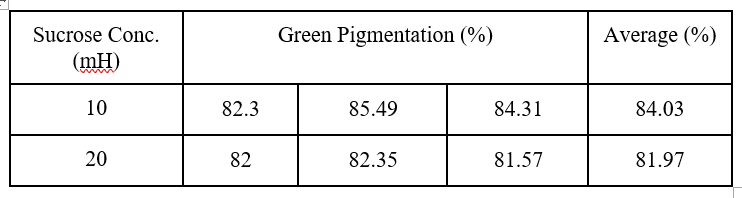 Sucrose Conc. Green Pigmentation (%) Average (%)
(mH)
10 82.3 85.49 84.31 84.03
20 82 82.35 81.57 81.97